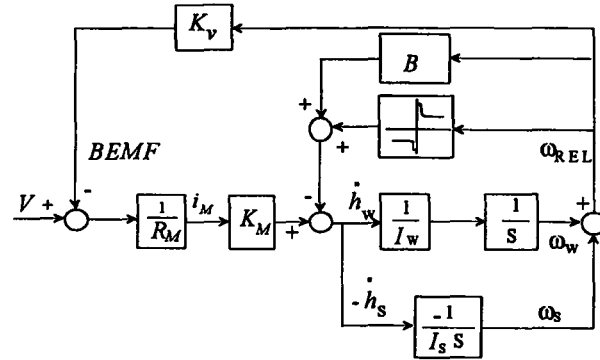 K_v
B
+
+
BEMF
ω_REL
-
-
V +
1/R_M
i_M
K_M
+
ḣ_w
1/I_W
1/S
ω_w
+
- ḣ_S
-1/I_S S
ω_S